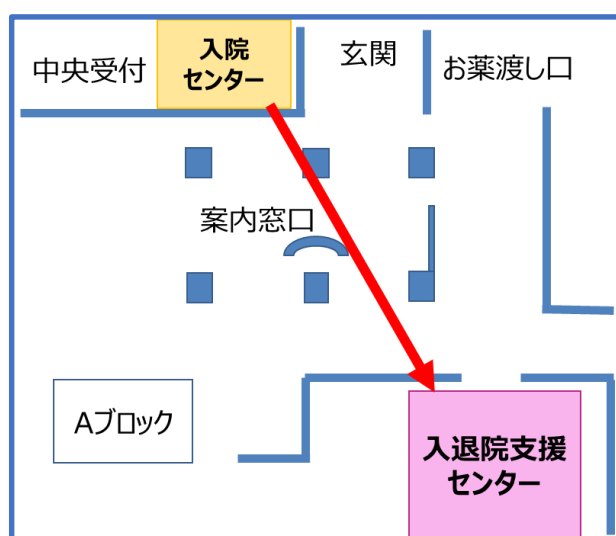 中央受付
入院
センター
玄関
お薬渡し口
案内窓口
Aブロック
入退院支援
センター